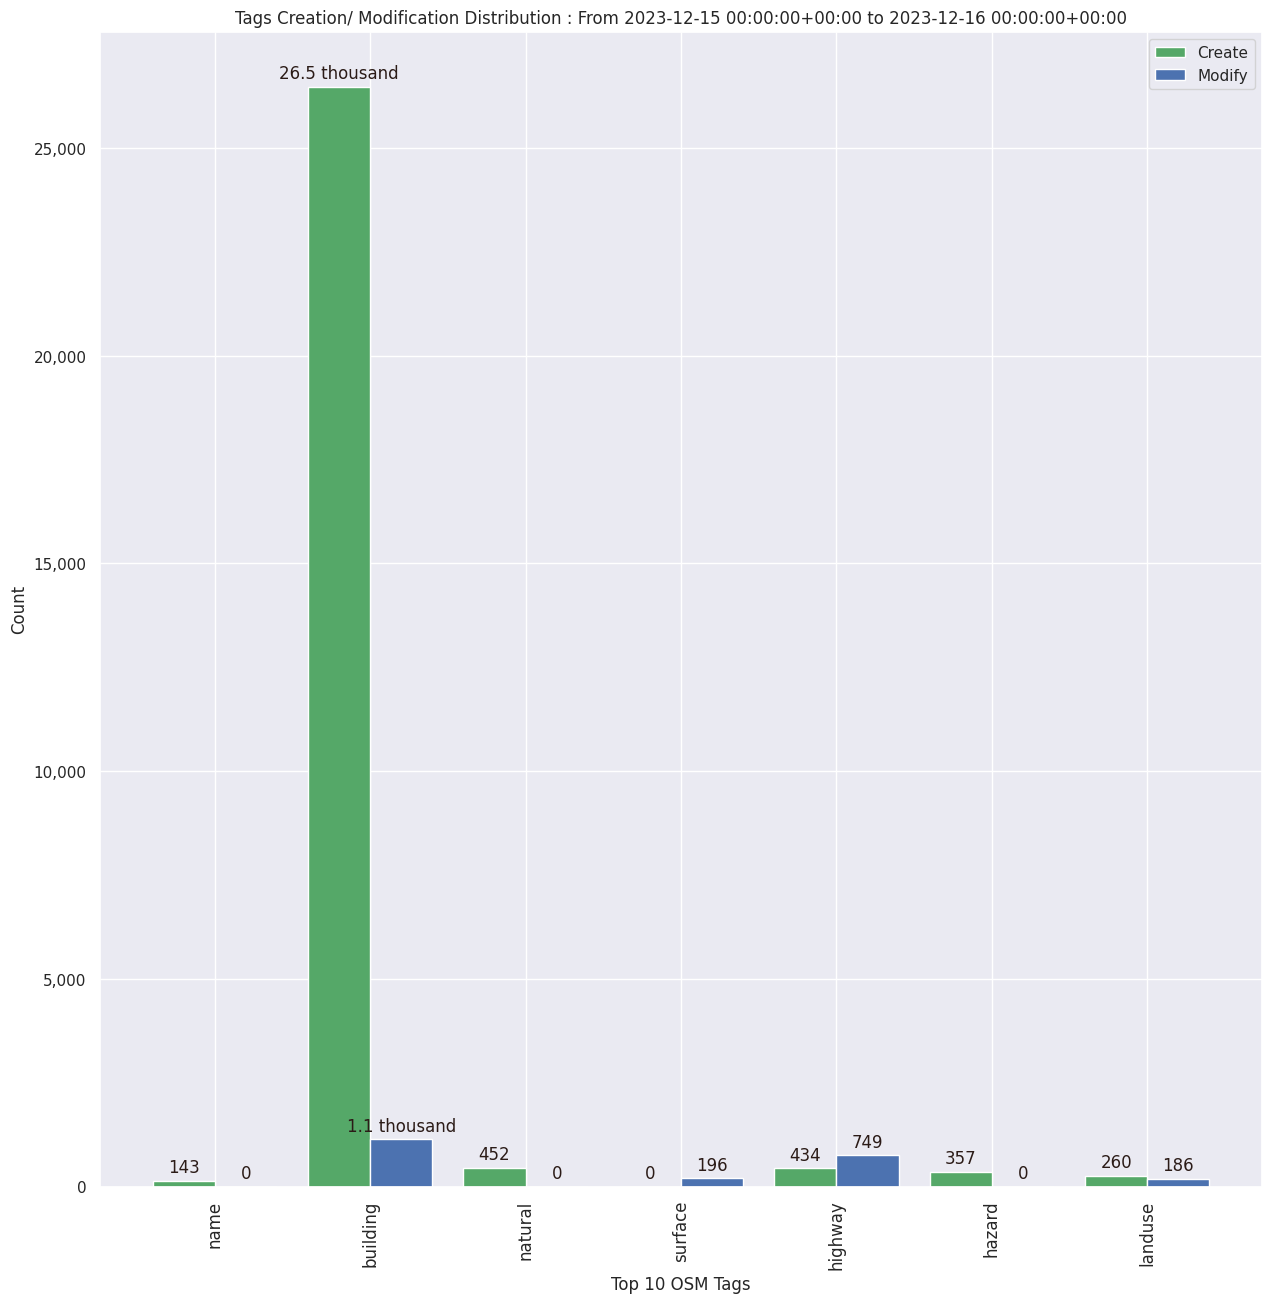 Tags Creation/ Modification Distribution : From 2023-12-15 00:00:00+00:00 to 2023-12-16 00:00:00+00:00
Create
Modify
26.5 thousand
25,000
20,000
15,000
Count
10,000
5,000
0
143
0
1.1 thousand
452
0
0
196
434
749
357
0
260
186
name
building
natural
surface
highway
hazard
landuse
Top 10 OSM Tags